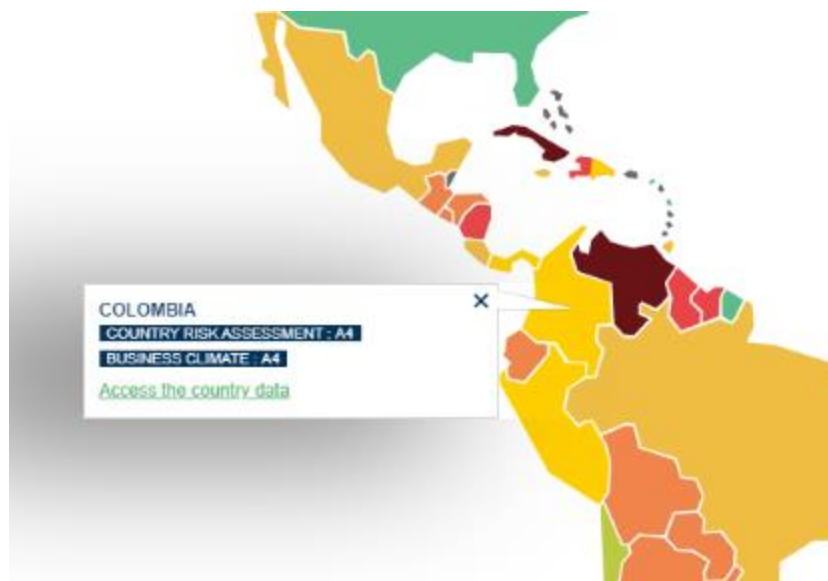 COLOMBIA
COUNTRY RISK ASSESSMENT : A4
BUSINESS CLIMATE : A4
Access the country data